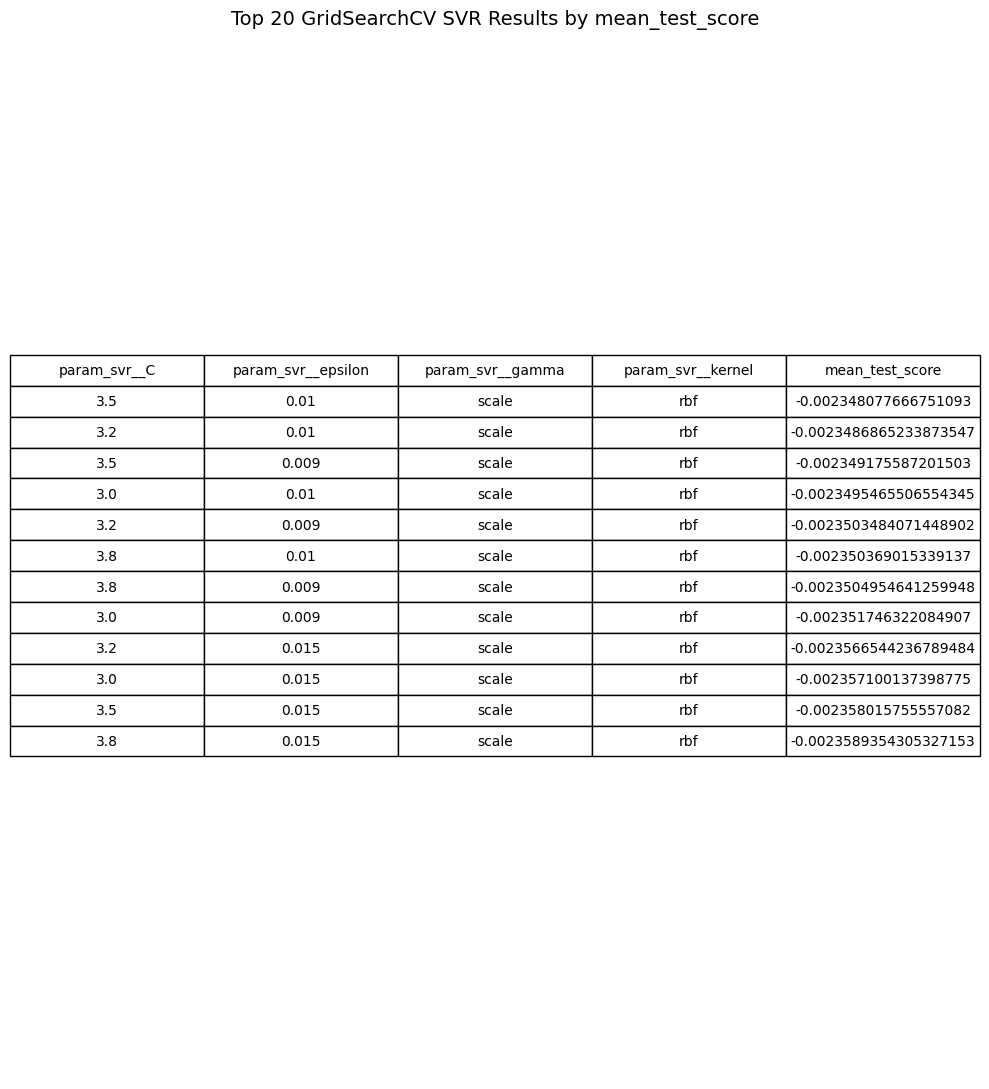 Top 20 GridSearchCV SVR Results by mean_test_score
param_svr__C param_svr__epsilon param_svr__gamma param_svr__kernel mean_test_score
3.5 0.01 scale rbf -0.002348077666751093
3.2 0.01 scale rbf -0.0023486865233873547
3.5 0.009 scale rbf -0.002349175587201503
3.0 0.01 scale rbf -0.0023495465506554345
3.2 0.009 scale rbf -0.0023503484071448902
3.8 0.01 scale rbf -0.002350369015339137
3.8 0.009 scale rbf -0.0023504954641259948
3.0 0.009 scale rbf -0.002351746322084907
3.2 0.015 scale rbf -0.0023566544236789484
3.0 0.015 scale rbf -0.002357100137398775
3.5 0.015 scale rbf -0.002358015755557082
3.8 0.015 scale rbf -0.0023589354305327153